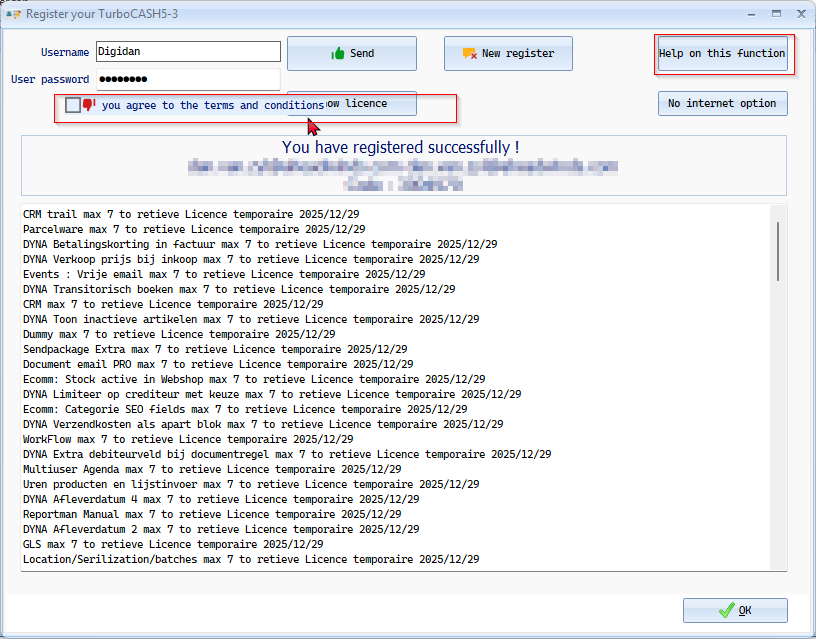 Register your TurboCASH5-3
Username Digidan Send New register Help on this function
User password ●●●●●●●●
you agree to the terms and conditions ow licence No internet option
You have registered successfully !
CRM trail max 7 to retieve Licence temporaire 2025/12/29
Parcelware max 7 to retieve Licence temporaire 2025/12/29
DYNA Betalingskorting in factuur max 7 to retieve Licence temporaire 2025/12/29
DYNA Verkoop prijs bij inkoop max 7 to retieve Licence temporaire 2025/12/29
Events : Vrije email max 7 to retieve Licence temporaire 2025/12/29
DYNA Transitorisch boeken max 7 to retieve Licence temporaire 2025/12/29
CRM max 7 to retieve Licence temporaire 2025/12/29
DYNA Toon inactieve artikelen max 7 to retieve Licence temporaire 2025/12/29
Dummy max 7 to retieve Licence temporaire 2025/12/29
Sendpackage Extra max 7 to retieve Licence temporaire 2025/12/29
Document email PRO max 7 to retieve Licence temporaire 2025/12/29
Ecomm: Stock active in Webshop max 7 to retieve Licence temporaire 2025/12/29
DYNA Limiteer op crediteur met keuze max 7 to retieve Licence temporaire 2025/12/29
Ecomm: Categorie SEO fields max 7 to retieve Licence temporaire 2025/12/29
DYNA Verzendkosten als apart blok max 7 to retieve Licence temporaire 2025/12/29
WorkFlow max 7 to retieve Licence temporaire 2025/12/29
DYNA Extra debiteurveld bij documentregel max 7 to retieve Licence temporaire 2025/12/29
Multiuser Agenda max 7 to retieve Licence temporaire 2025/12/29
Uren producten en lijstinvoer max 7 to retieve Licence temporaire 2025/12/29
DYNA Afleverdatum 4 max 7 to retieve Licence temporaire 2025/12/29
Reportman Manual max 7 to retieve Licence temporaire 2025/12/29
DYNA Afleverdatum 2 max 7 to retieve Licence temporaire 2025/12/29
GLS max 7 to retieve Licence temporaire 2025/12/29
Location/Serilization/batches max 7 to retieve Licence temporaire 2025/12/29
OK